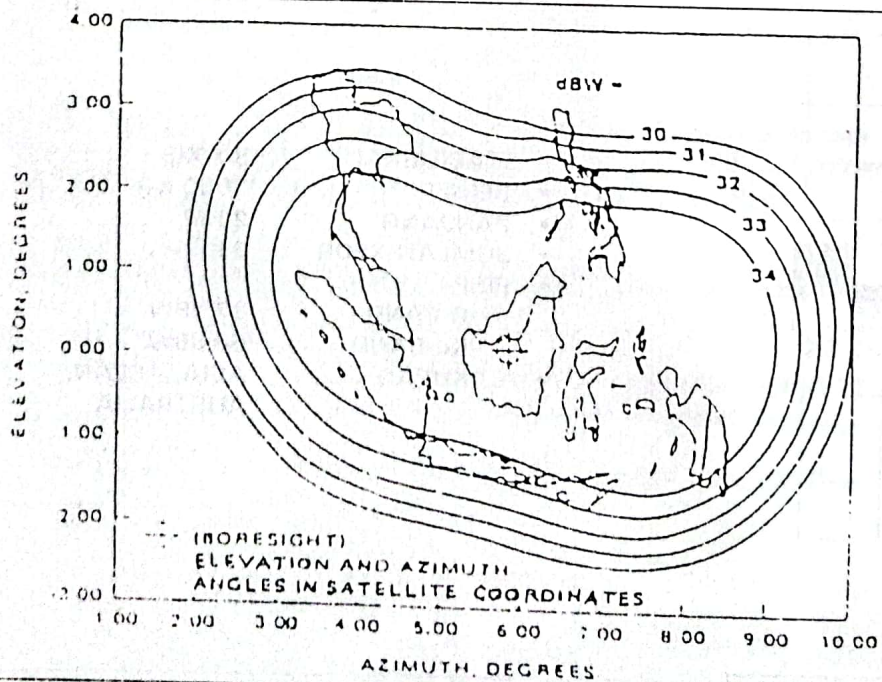 4.00
dBW -
3.00
30
31
2.00
32
33
1.00
34
0.00
1.00
2.00
(BORESIGHT)
ELEVATION AND AZIMUTH
ANGLES IN SATELLITE COORDINATES
3.00
1.00 2.00 3.00 4.00 5.00 6.00 7.00 8.00 9.00 10.00
AZIMUTH, DEGREES
ELEVATION, DEGREES